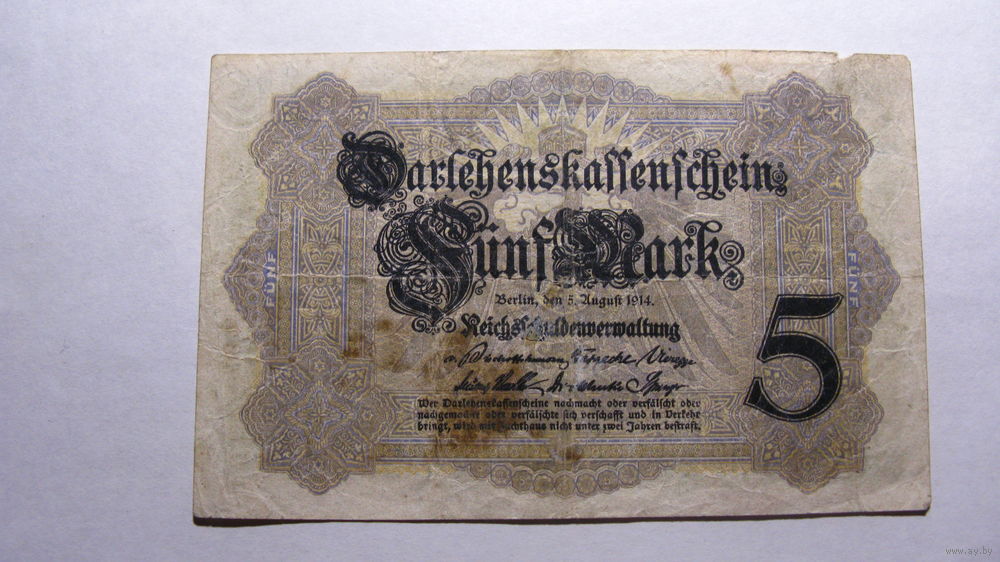 Darlehenskassenschein
Fünf Mark
Berlin, den 5. August 1914.
Reichsschuldenverwaltung
Wer Darlehenskassenscheine nachmacht oder verfälscht oder
nachgemachte oder verfälschte sich verschafft und in Verkehr
bringt, wird mit Zuchthaus nicht unter zwei Jahren bestraft.
5
FÜNF
FÜNF
www.ay.by